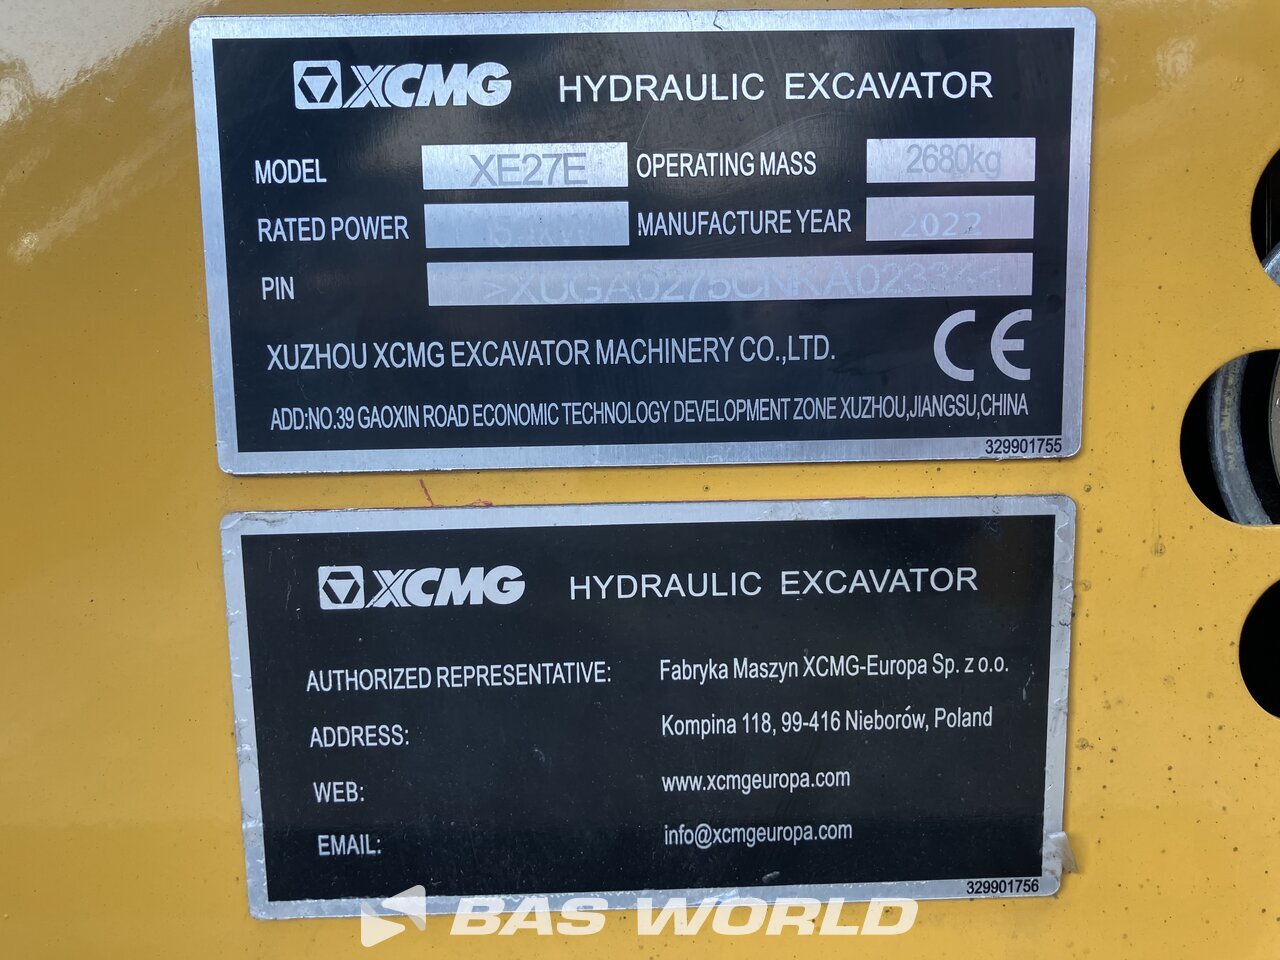 XCMG HYDRAULIC EXCAVATOR
MODEL XE27E OPERATING MASS 2680kg
RATED POWER MANUFACTURE YEAR 2022
PIN
XUZHOU XCMG EXCAVATOR MACHINERY CO.,LTD. CE
ADD:NO.39 GAOXIN ROAD ECONOMIC TECHNOLOGY DEVELOPMENT ZONE XUZHOU,JIANGSU,CHINA
329901755
XCMG HYDRAULIC EXCAVATOR
AUTHORIZED REPRESENTATIVE: Fabryka Maszyn XCMG-Europa Sp. z o.o.
ADDRESS: Kompina 118, 99-416 Nieborów, Poland
WEB: www.xcmgeuropa.com
EMAIL: info@xcmgeuropa.com
329901756
BAS WORLD